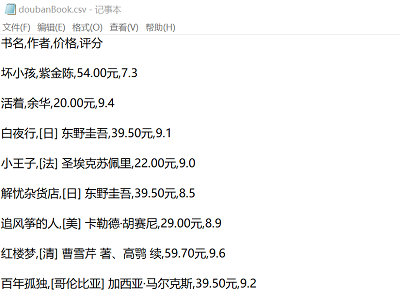 doubanBook.csv - 记事本
文件(F) 编辑(E) 格式(O) 查看(V) 帮助(H)
书名,作者,价格,评分
坏小孩,紫金陈,54.00元,7.3
活着,余华,20.00元,9.4
白夜行,[日] 东野圭吾,39.50元,9.1
小王子,[法] 圣埃克苏佩里,22.00元,9.0
解忧杂货店,[日] 东野圭吾,39.50元,8.5
追风筝的人,[美] 卡勒德·胡赛尼,29.00元,8.9
红楼梦,[清] 曹雪芹 著、高鹗 续,59.70元,9.6
百年孤独,[哥伦比亚] 加西亚·马尔克斯,39.50元,9.2